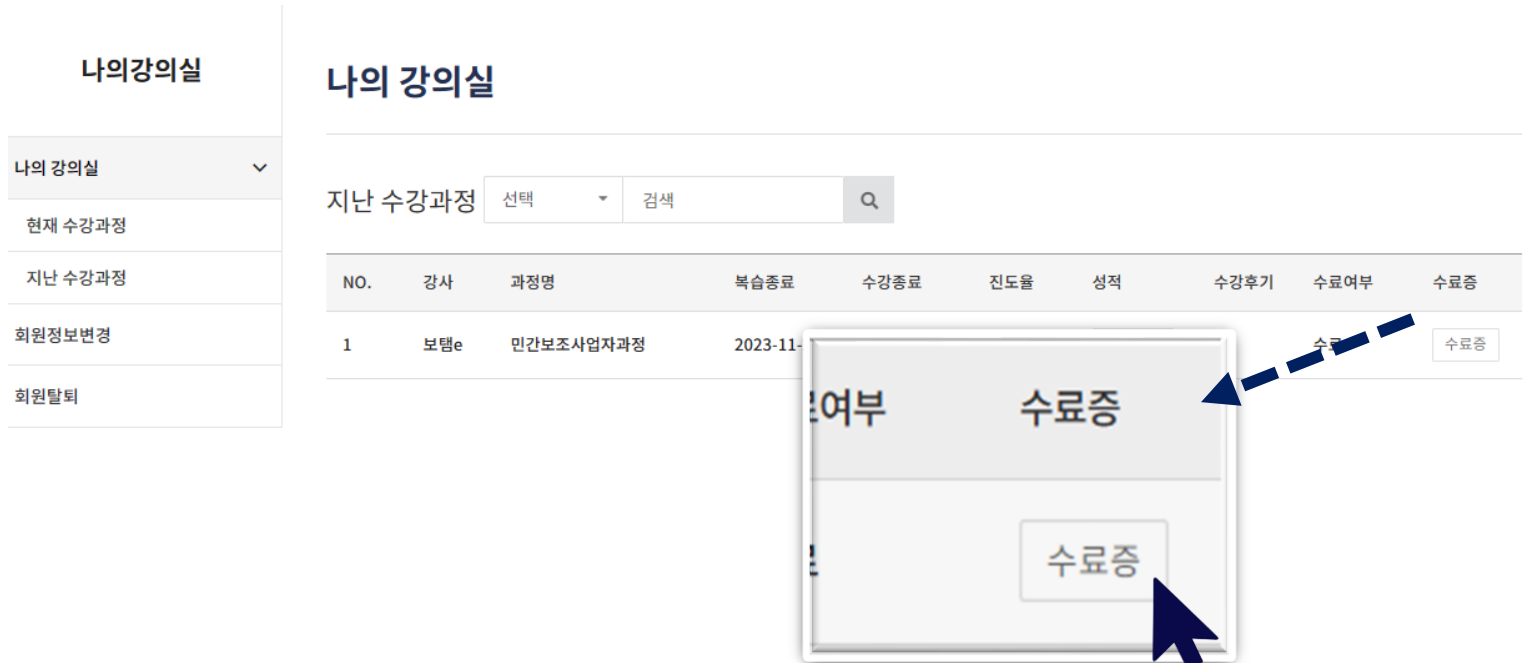 나의강의실
나의 강의실
현재 수강과정
지난 수강과정
회원정보변경
회원탈퇴
나의 강의실
지난 수강과정 선택 검색
NO. 강사 과정명 복습종료 수강종료 진도율 성적 수강후기 수료여부 수료증
1 보탬e 민간보조사업자과정 2023-11- 수료증
여부 수료증
수료증